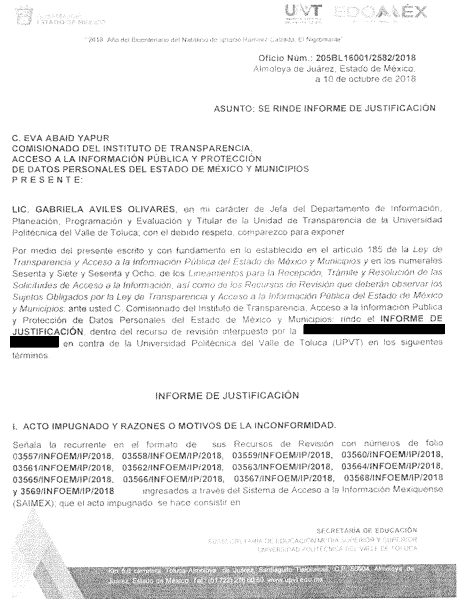 ESTADO DE MÉXICO
UPVT EDOMÉX
"2018. Año del Bicentenario del Natalicio de Ignacio Ramírez Calzada, El Nigromante"
Oficio Núm.: 205BL16001/2582/2018
Almoloya de Juárez, Estado de México,
a 10 de octubre de 2018
ASUNTO: SE RINDE INFORME DE JUSTIFICACIÓN
C. EVA ABAID YAPUR
COMISIONADO DEL INSTITUTO DE TRANSPARENCIA,
ACCESO A LA INFORMACIÓN PÚBLICA Y PROTECCIÓN
DE DATOS PERSONALES DEL ESTADO DE MÉXICO Y MUNICIPIOS
P R E S E N T E :
LIC. GABRIELA AVILES OLIVARES, en mi carácter de Jefa del Departamento de Información,
Planeación, Programación y Evaluación y Titular de la Unidad de Transparencia de la Universidad
Politécnica del Valle de Toluca, con el debido respeto, comparezco para exponer
Por medio del presente escrito y con fundamento en lo establecido en el artículo 185 de la Ley de
Transparencia y Acceso a la Información Pública del Estado de México y Municipios y en los numerales
Sesenta y Siete y Sesenta y Ocho, de los Lineamientos para la Recepción, Trámite y Resolución de las
Solicitudes de Acceso a la Información, así como de los Recursos de Revisión que deberán observar los
Sujetos Obligados por la Ley de Transparencia y Acceso a la Información Pública del Estado de México
y Municipios, ante usted C. Comisionado del Instituto de Transparencia, Acceso a la Información Pública
y Protección de Datos Personales del Estado de México y Municipios; rindo el INFORME DE
JUSTIFICACIÓN, dentro del recurso de revisión interpuesto por la
en contra de la Universidad Politécnica del Valle de Toluca (UPVT) en los siguientes
términos
INFORME DE JUSTIFICACIÓN
I. ACTO IMPUGNADO Y RAZONES O MOTIVOS DE LA INCONFORMIDAD.
Señala la recurrente en el formato de sus Recursos de Revisión con números de folio
03557/INFOEM/IP/2018, 03558/INFOEM/IP/2018, 03559/INFOEM/IP/2018, 03560/INFOEM/IP/2018,
03561/INFOEM/IP/2018, 03562/INFOEM/IP/2018, 03563/INFOEM/IP/2018, 03564/INFOEM/IP/2018,
03565/INFOEM/IP/2018, 03566/INFOEM/IP/2018, 03567/INFOEM/IP/2018, 03568/INFOEM/IP/2018
y 3569/INFOEM/IP/2018 ingresados a través del Sistema de Acceso a la Información Mexiquense
(SAIMEX); que el acto impugnado se hace consistir en
SECRETARÍA DE EDUCACIÓN
SUBSECRETARÍA DE EDUCACIÓN MEDIA SUPERIOR Y SUPERIOR
UNIVERSIDAD POLITÉCNICA DEL VALLE DE TOLUCA
Km 5.6 carretera Toluca-Almoloya de Juárez, Santiaguito Tlalcilalcali, C.P. 50904, Almoloya de
Juárez, Estado de México. Tel.: (01722) 276 60 60 www.upvt.edu.mx